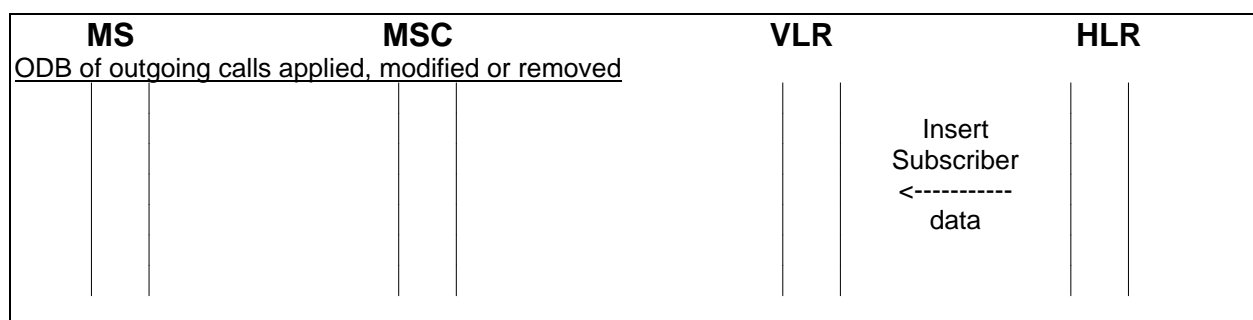 MS MSC VLR HLR
ODB of outgoing calls applied, modified or removed
Insert
Subscriber
<-----------
data